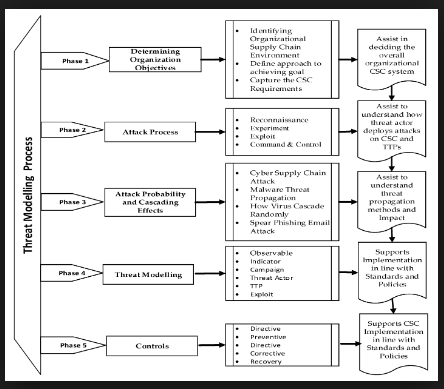 Threat Modelling Process
Phase 1
Determining
Organization
Objectives
• Identifying
Organizational
Supply Chain
Environment
• Define approach to
achieving goal
• Capture the CSC
Requirements
Assist in
deciding the
overall
organizational
CSC system
Phase 2
Attack Process
• Reconnaissance
• Experiment
• Exploit
• Command & Control
Assist to
understand how
threat actor
deploys attacks
on CSC and
TTPs
Phase 3
Attack Probability
and Cascading
Effects
• Cyber Supply Chain
Attack
• Malware Threat
Propagation
• How Virus Cascade
Randomly
• Spear Phishing Email
Attack
Assist to
understand
threat
propagation
methods and
Impact
Phase 4
Threat Modelling
• Observable
• Indicator
• Campaign
• Threat Actor
• TTP
• Exploit
Supports
Implementation
in line with
Standards and
Policies
Phase 5
Controls
• Directive
• Preventive
• Directive
• Corrective
• Recovery
Supports CSC
Implementation
in line with
Standards and
Policies